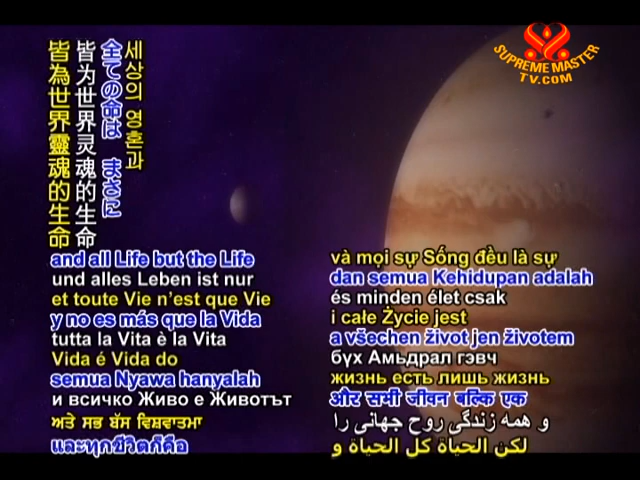 SUPREME MASTER
TV.COM
세상의 영혼과
全ての命は まさに
皆为世界灵魂的生命
皆為世界靈魂的生命
and all Life but the Life
und alles Leben ist nur
et toute Vie n'est que Vie
y no es más que la Vida
tutta la Vita è la Vita
Vida é Vida do
semua Nyawa hanyalah
и всичко Живо е Животът
ਅਤੇ ਸਭ ਬੱਸ ਵਿਸ਼ਵਾਤਮਾ
และทุกชีวิตก็คือ
và mọi sự Sống đều là sự
dan semua Kehidupan adalah
és minden élet csak
i całe Życie jest
a všechen život jen životem
бүх Амьдрал гэвч
жизнь есть лишь жизнь
और सभी जीवन बल्कि एक
و همه زندگی روح جهانی را
لكن الحياة كل الحياة و